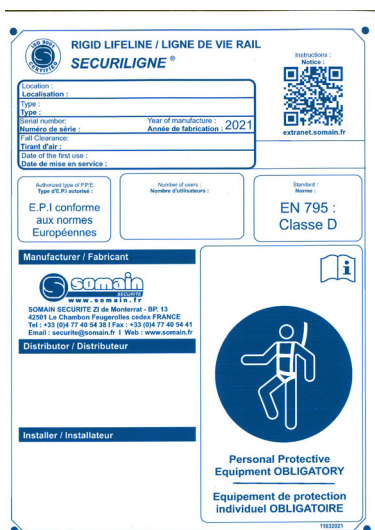 ISO 9001
CERTIFIED
RIGID LIFELINE / LIGNE DE VIE RAIL
SECURILIGNE ®
Instructions :
Notice :
extranet.somain.fr
Location :
Localisation :
Type :
Type :
Serial number:
Numéro de série :
Year of manufacture :
Année de fabrication :
2021
Fall Clearance:
Tirant d'air :
Date of the first use :
Date de mise en service :
Authorized type of P.P.E:
Type d'E.P.I autorisé :
E.P.I conforme
aux normes
Européennes
Number of users :
Nombre d'utilisateurs :
Standard :
Norme :
EN 795 :
Classe D
Manufacturer / Fabricant
somain
SECURITE
www.somain.fr
SOMAIN SECURITE ZI de Monterrat - BP. 13
42501 Le Chambon Feugerolles cedex FRANCE
Tel : +33 (0)4 77 40 54 38 I Fax : +33 (0)4 77 40 54 41
Email : securite@somain.fr I Web : www.somain.fr
Distributor / Distributeur
Installer / Installateur
i
Personal Protective
Equipment OBLIGATORY
Equipement de protection
individuel OBLIGATOIRE
11032021